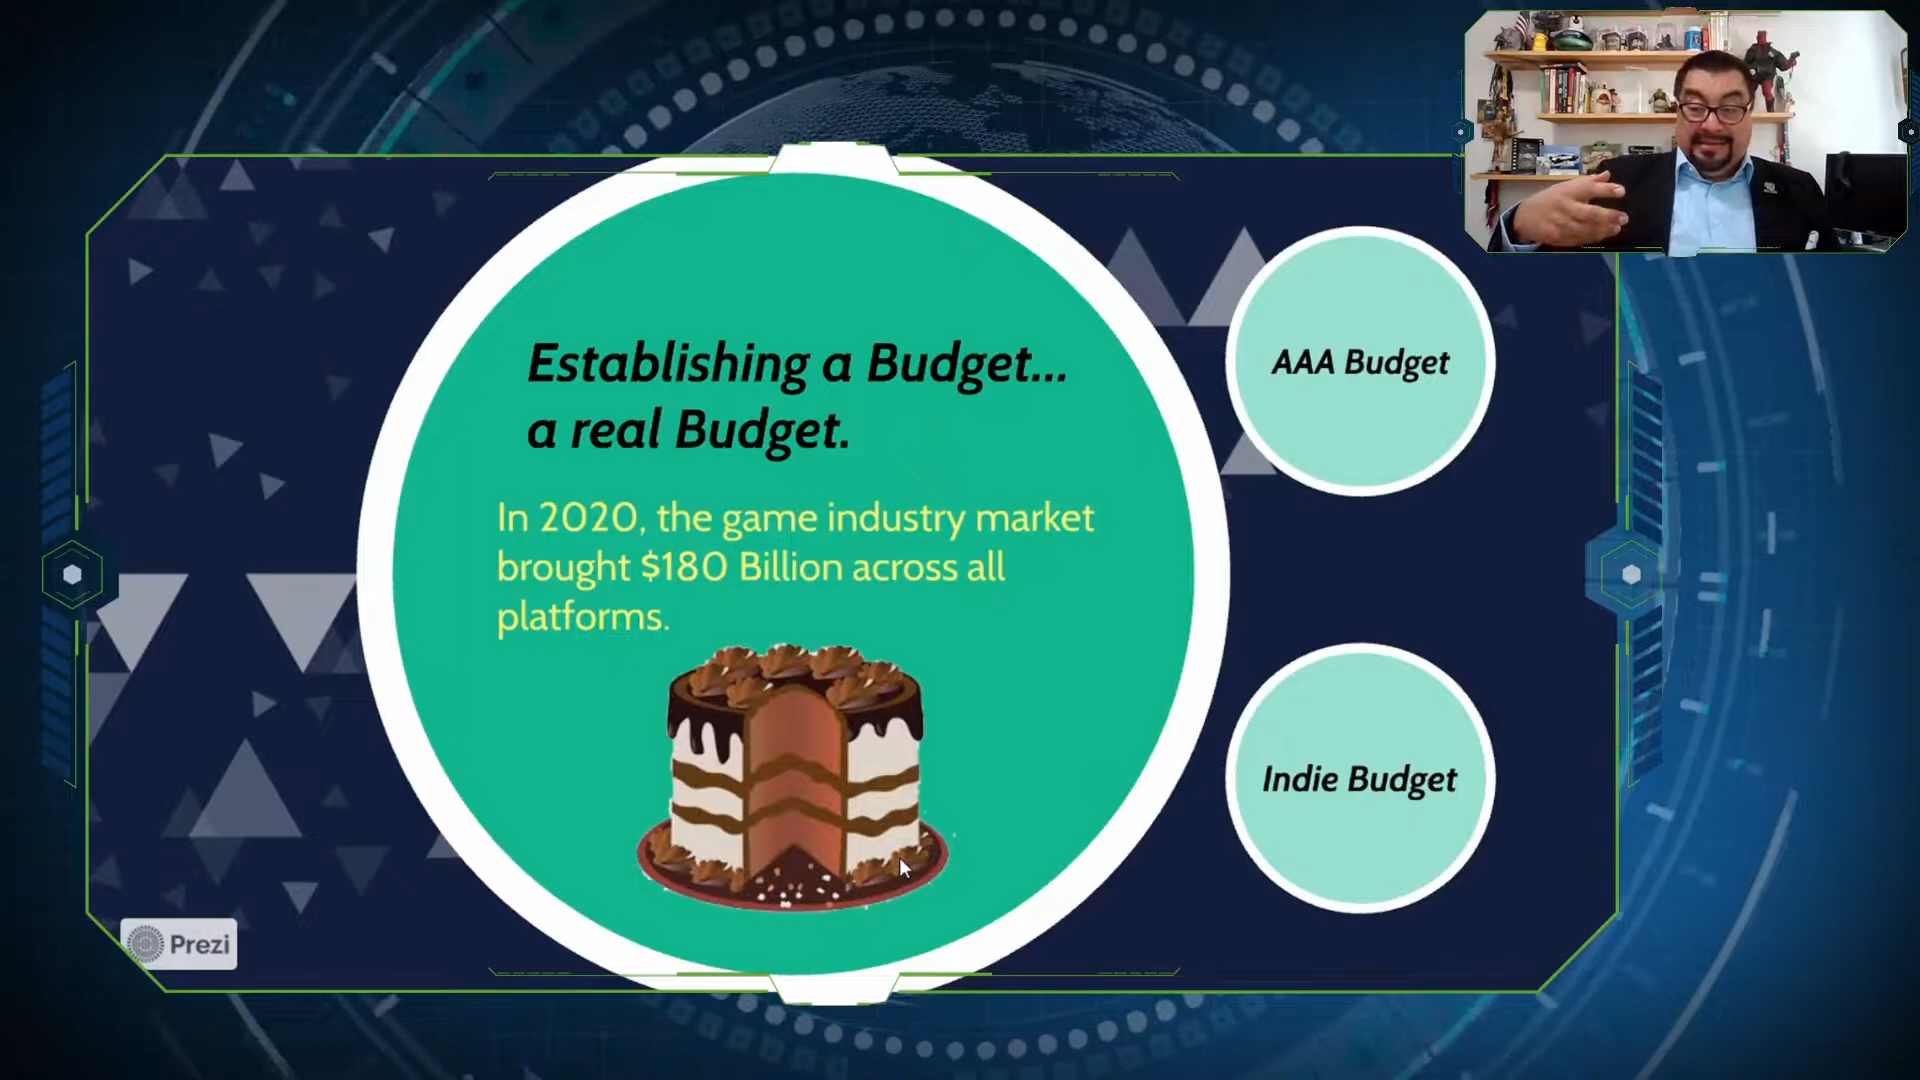 Establishing a Budget...
a real Budget.
In 2020, the game industry market
brought $180 Billion across all
platforms.
AAA Budget
Indie Budget
Prezi